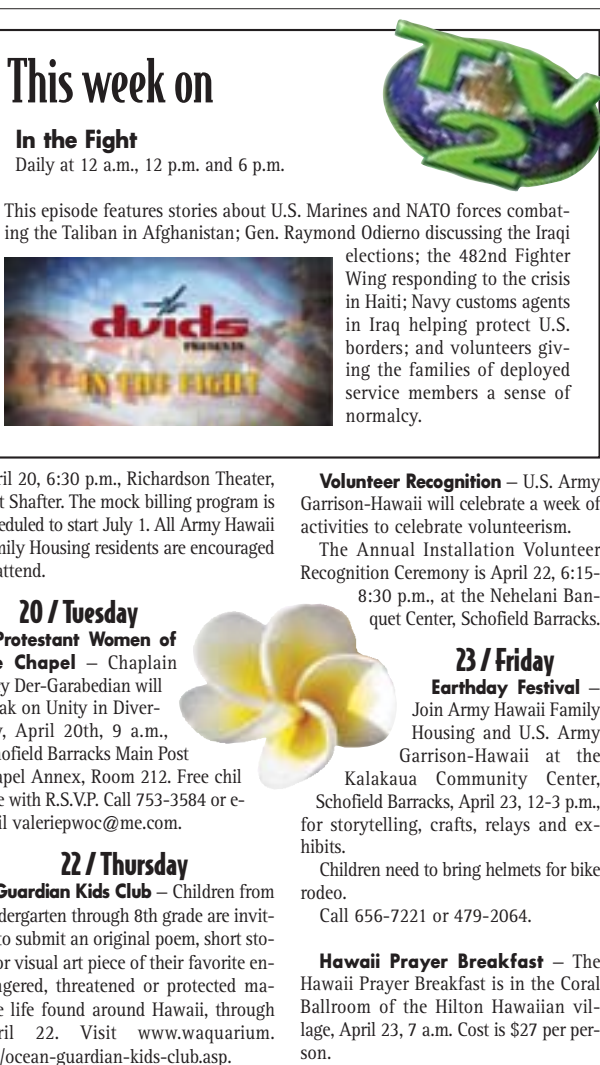 This week on
TV
2
In the Fight
Daily at 12 a.m., 12 p.m. and 6 p.m.
This episode features stories about U.S. Marines and NATO forces combat-
ing the Taliban in Afghanistan; Gen. Raymond Odierno discussing the Iraqi
elections; the 482nd Fighter
Wing responding to the crisis
in Haiti; Navy customs agents
in Iraq helping protect U.S.
borders; and volunteers giv-
ing the families of deployed
service members a sense of
normalcy.
dvids
PRESENTS
IN THE FIGHT
ril 20, 6:30 p.m., Richardson Theater,
t Shafter. The mock billing program is
eduled to start July 1. All Army Hawaii
mily Housing residents are encouraged
attend.
20 / Tuesday
Protestant Women of
e Chapel — Chaplain
ry Der-Garabedian will
ak on Unity in Diver-
y, April 20th, 9 a.m.,
hofield Barracks Main Post
apel Annex, Room 212. Free chil
e with R.S.V.P. Call 753-3584 or e-
il valeriepwoc@me.com.
22 / Thursday
Guardian Kids Club — Children from
dergarten through 8th grade are invit-
to submit an original poem, short sto-
or visual art piece of their favorite en-
ngered, threatened or protected ma-
e life found around Hawaii, through
ril 22. Visit www.waquarium.
/ocean-guardian-kids-club.asp.
Volunteer Recognition — U.S. Army
Garrison-Hawaii will celebrate a week of
activities to celebrate volunteerism.
The Annual Installation Volunteer
Recognition Ceremony is April 22, 6:15-
8:30 p.m., at the Nehelani Ban-
quet Center, Schofield Barracks.
23 / Friday
Earthday Festival —
Join Army Hawaii Family
Housing and U.S. Army
Garrison-Hawaii at the
Kalakaua Community Center,
Schofield Barracks, April 23, 12-3 p.m.,
for storytelling, crafts, relays and ex-
hibits.
Children need to bring helmets for bike
rodeo.
Call 656-7221 or 479-2064.
Hawaii Prayer Breakfast — The
Hawaii Prayer Breakfast is in the Coral
Ballroom of the Hilton Hawaiian vil-
lage, April 23, 7 a.m. Cost is $27 per per-
son.